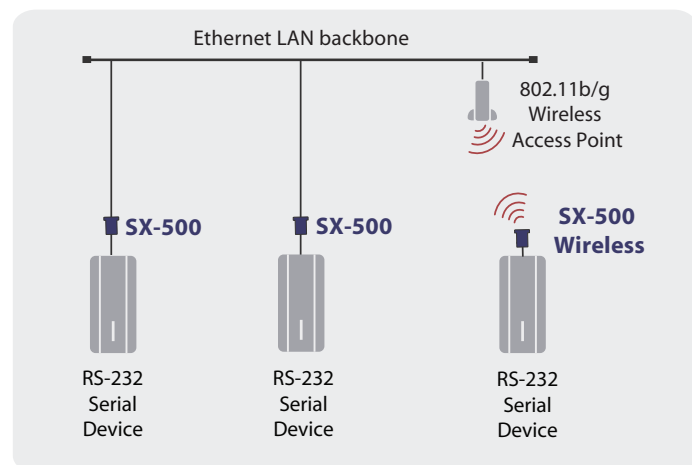 Ethernet LAN backbone
802.11b/g
Wireless
Access Point
SX-500
SX-500
SX-500
Wireless
RS-232
Serial
Device
RS-232
Serial
Device
RS-232
Serial
Device